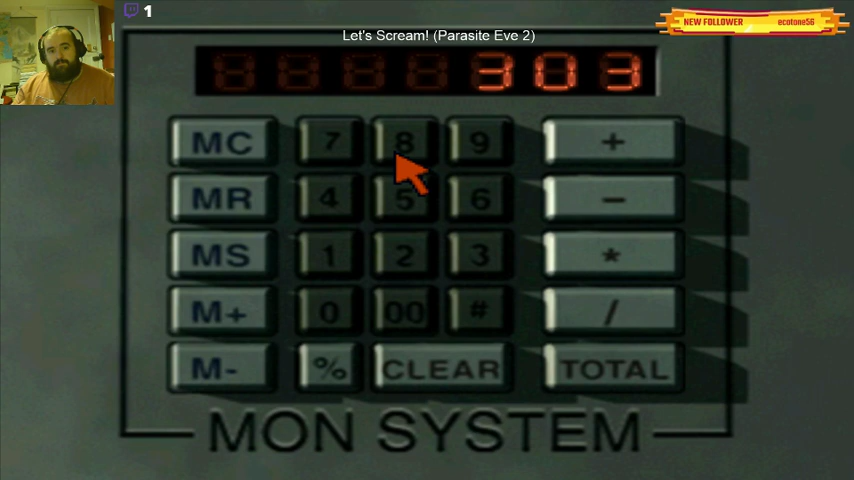 1
NEW FOLLOWER ecotone56
Let's Scream! (Parasite Eve 2)
303
MC 7 8 9 +
MR 4 5 6 -
MS 1 2 3 *
M+ 0 00 # /
M- % CLEAR TOTAL
MON SYSTEM